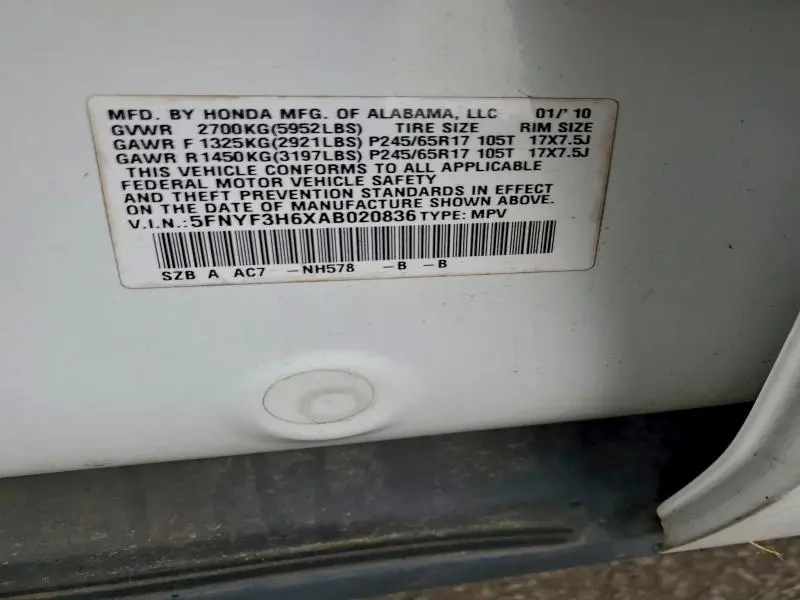 MFD. BY HONDA MFG. OF ALABAMA, LLC 01/' 10
GVWR 2700KG(5952LBS) TIRE SIZE RIM SIZE
GAWR F 1325KG(2921LBS) P245/65R17 105T 17X7.5J
GAWR R 1450KG(3197LBS) P245/65R17 105T 17X7.5J
THIS VEHICLE CONFORMS TO ALL APPLICABLE
FEDERAL MOTOR VEHICLE SAFETY
AND THEFT PREVENTION STANDARDS IN EFFECT
ON THE DATE OF MANUFACTURE SHOWN ABOVE.
V.I.N.:5FNYF3H6XAB020836 TYPE: MPV
SZB A AC7 -NH578 -B -B